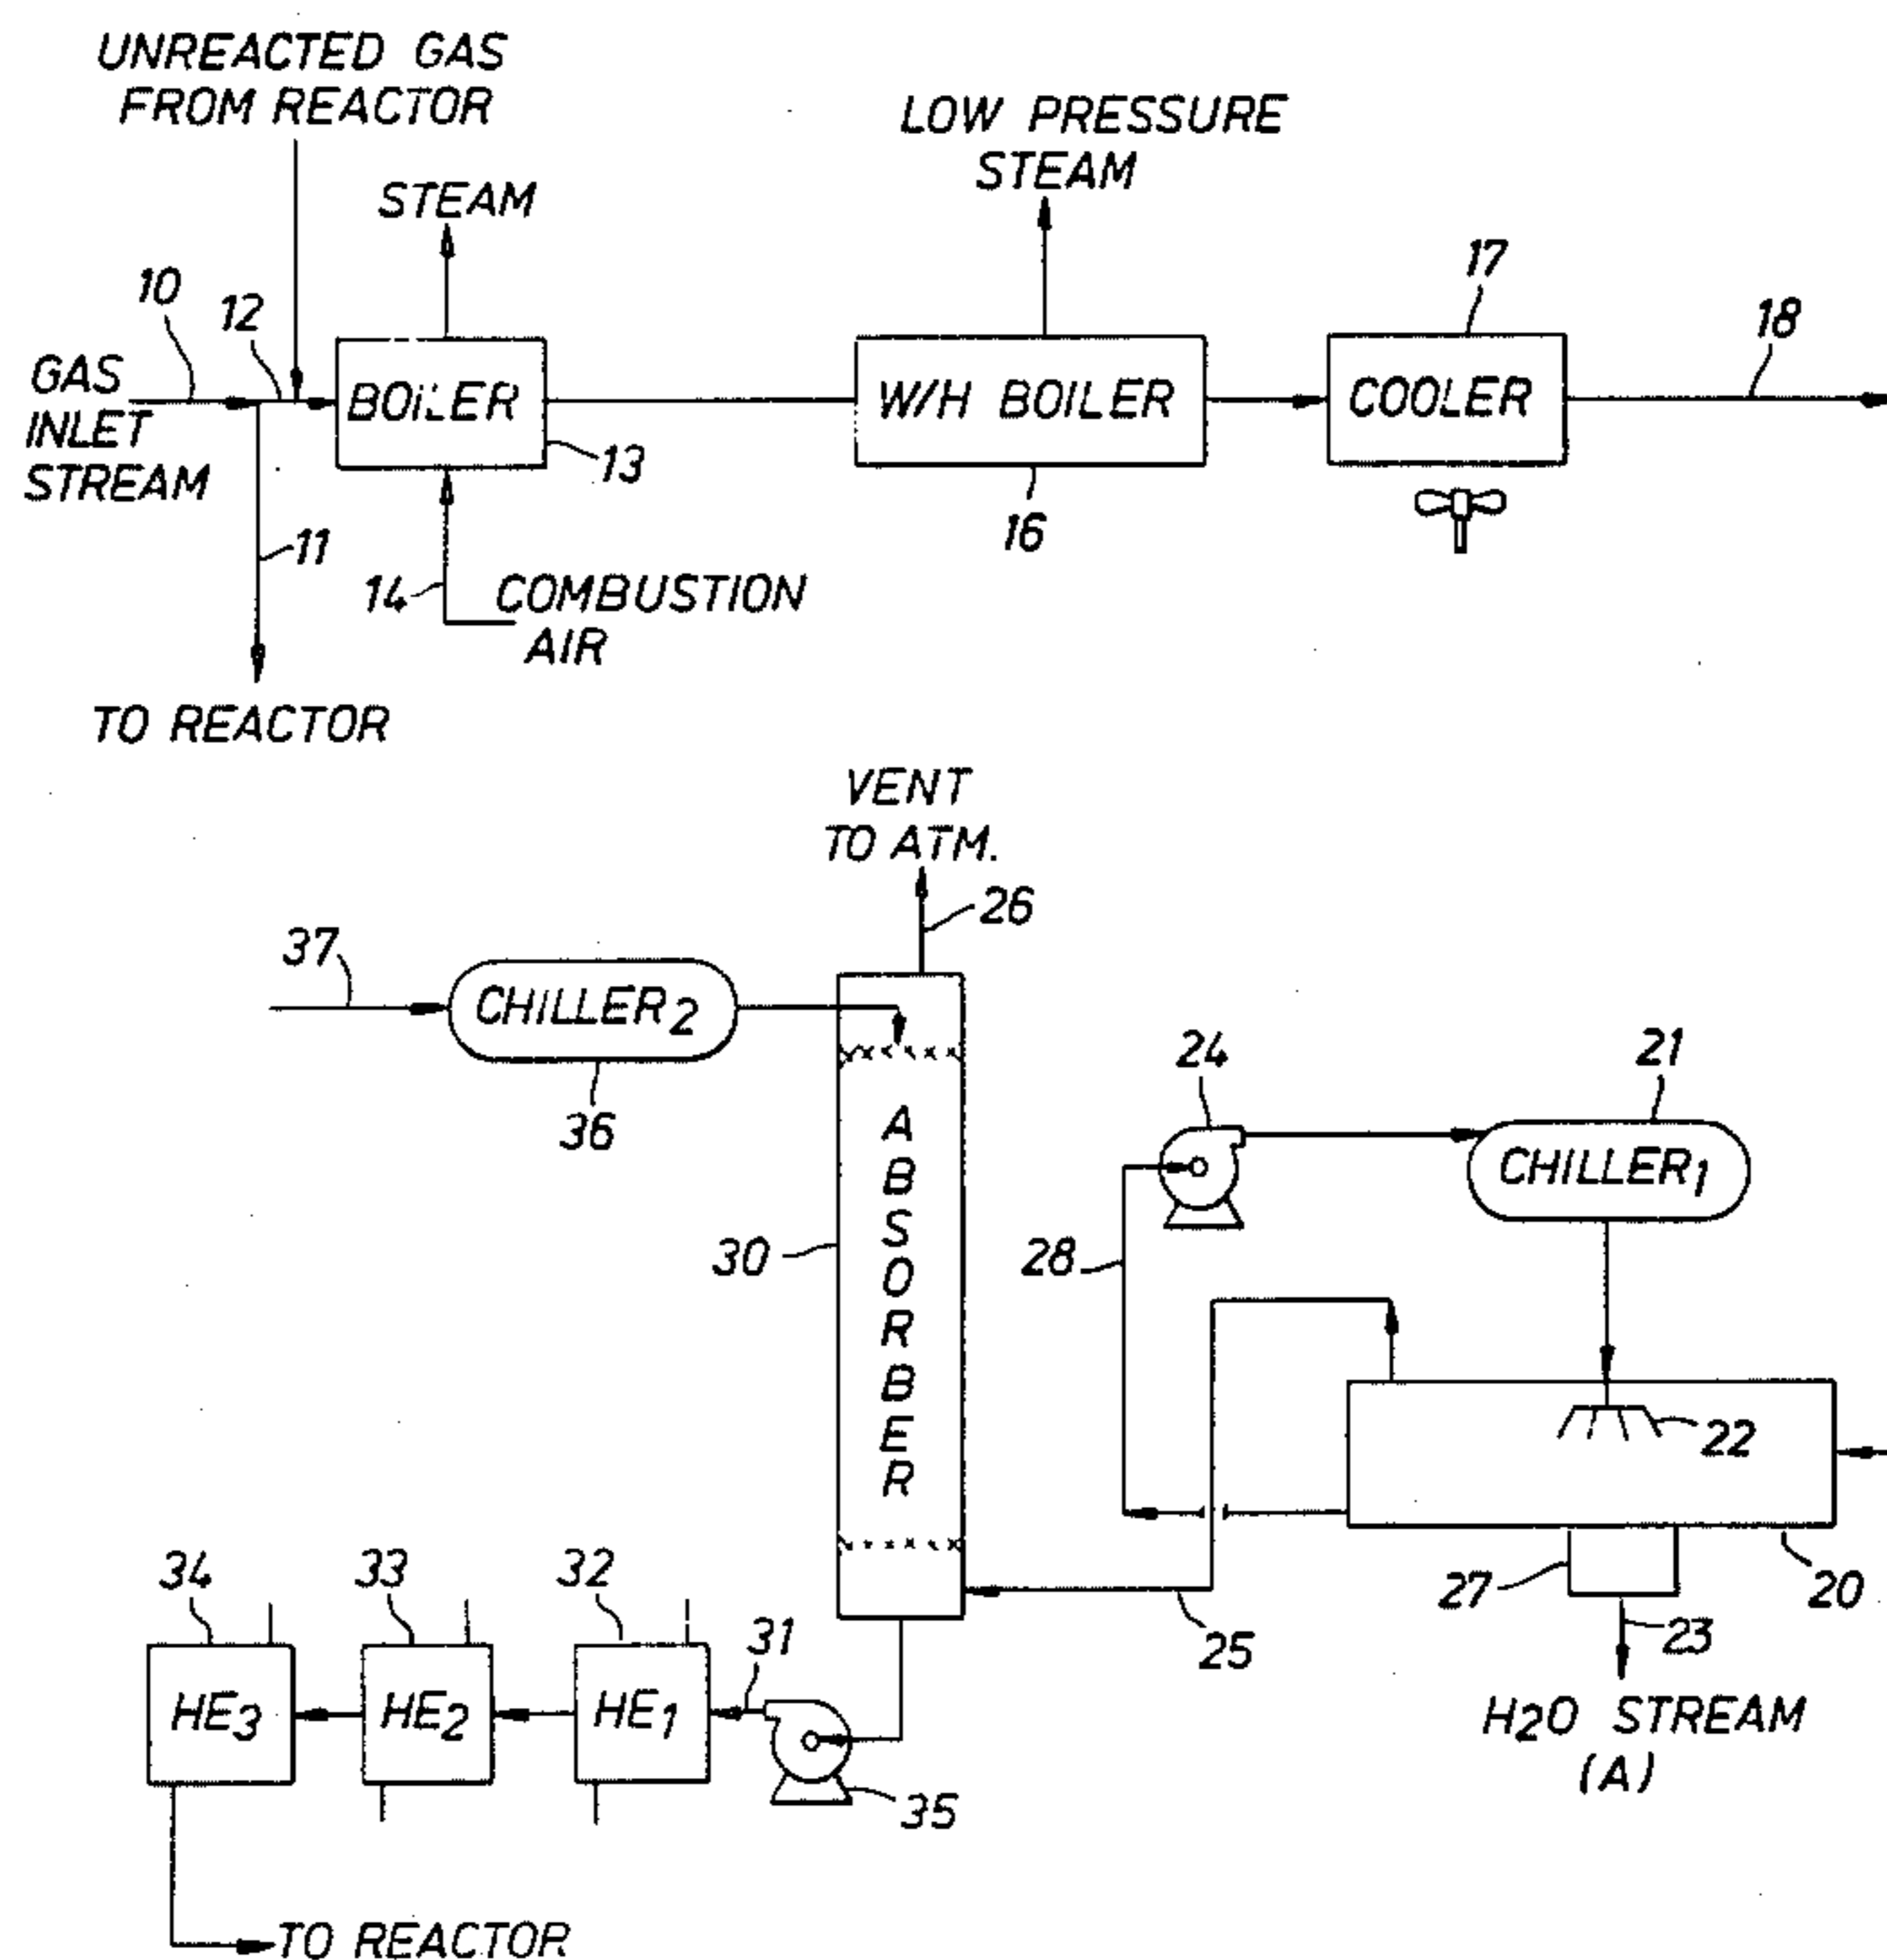 UNREACTED GAS
FROM REACTOR
LOW PRESSURE
STEAM
STEAM
10
12
17
18
GAS
INLET
STREAM
BOILER
W/H BOILER
COOLER
13
16
11
14
COMBUSTION
AIR
TO REACTOR
VENT
TO ATM.
26
37
CHILLER2
36
24
21
CHILLER1
ABSORBER
30
28
22
34
33
32
31
27
20
25
23
HE3
HE2
HE1
35
H2O STREAM
(A)
TO REACTOR